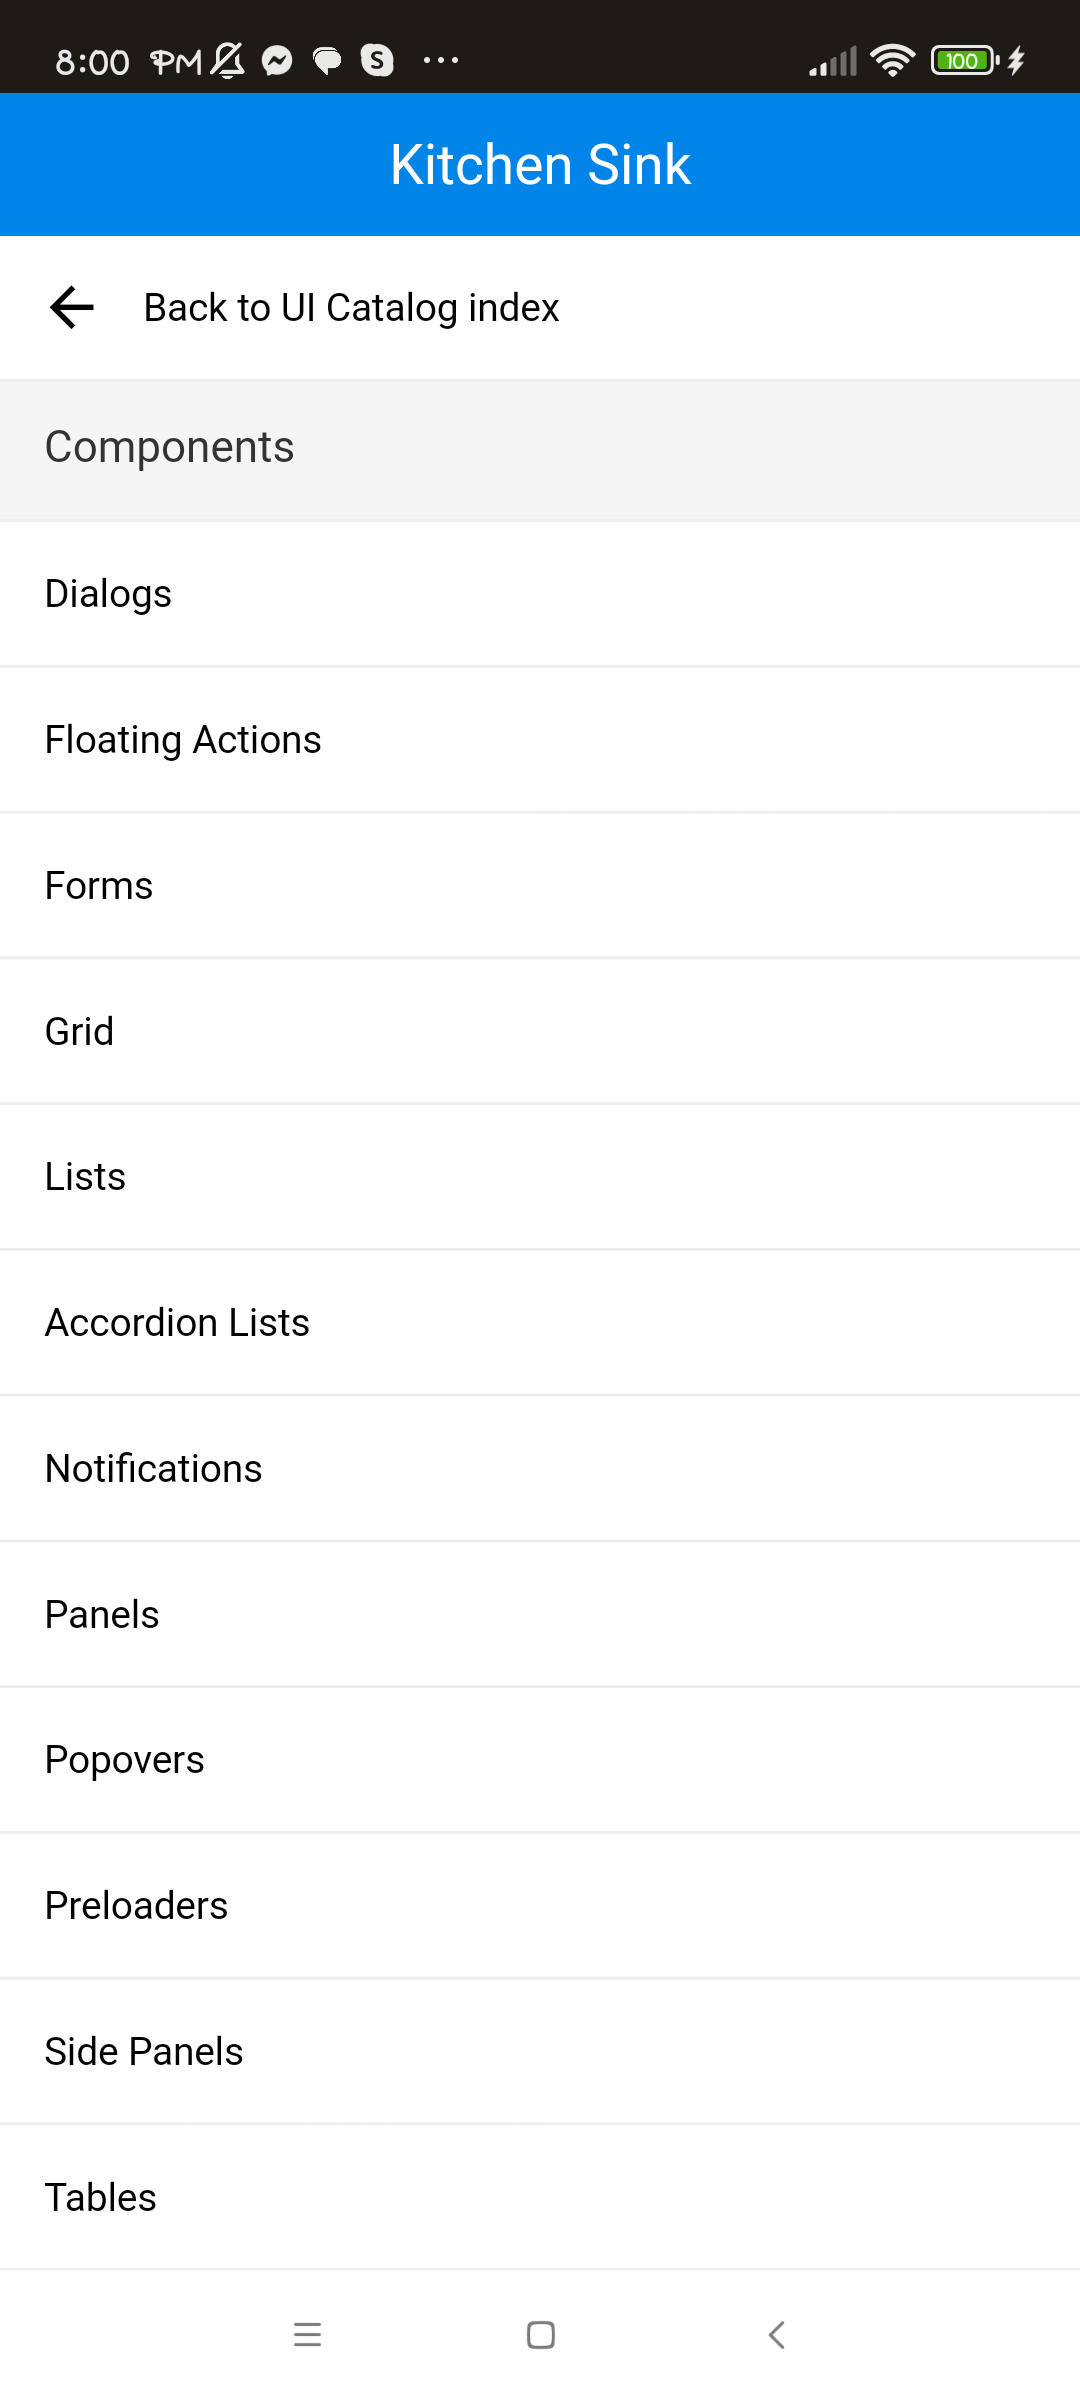 8:00 PM
100
Kitchen Sink
Back to UI Catalog index
Components
Dialogs
Floating Actions
Forms
Grid
Lists
Accordion Lists
Notifications
Panels
Popovers
Preloaders
Side Panels
Tables